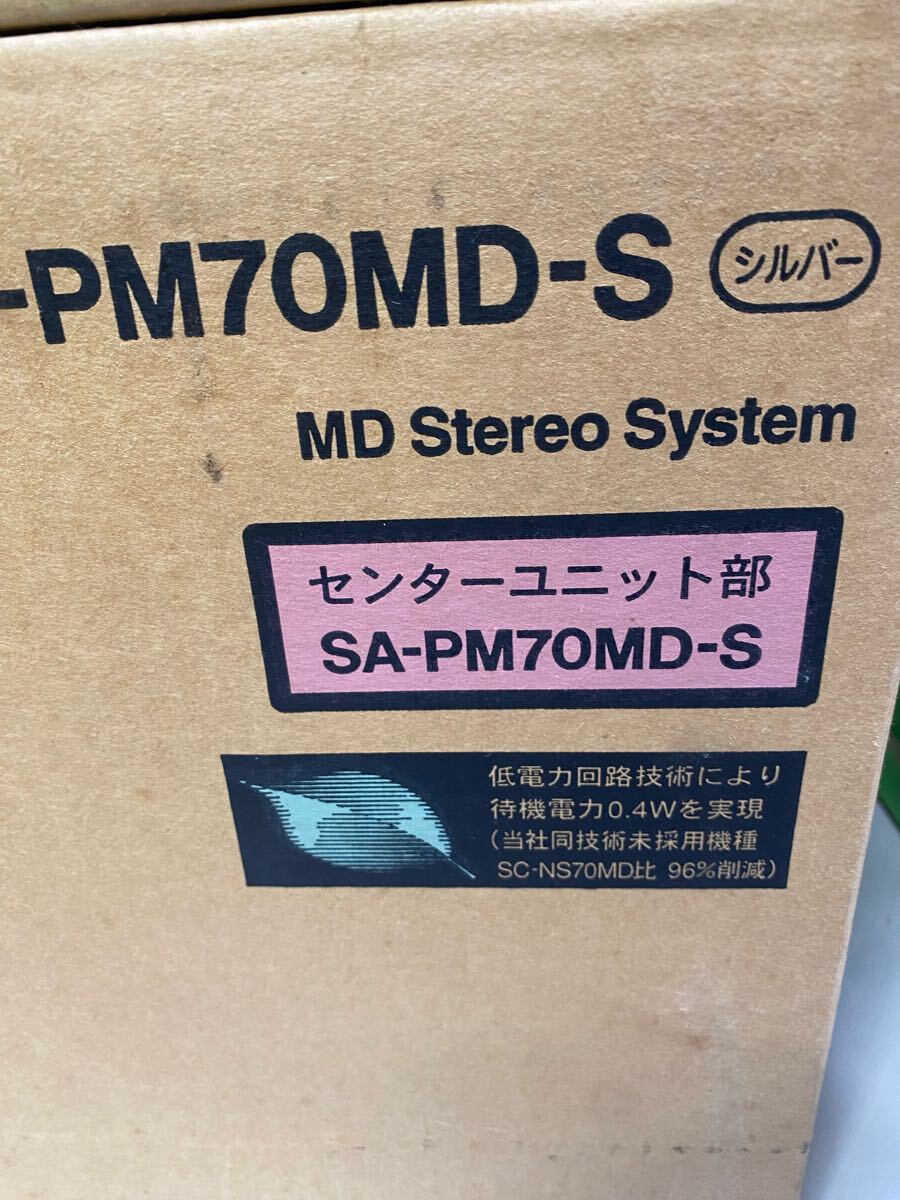 -PM70MD-S シルバー
MD Stereo System
センターユニット部
SA-PM70MD-S
低電力回路技術により
待機電力0.4Wを実現
(当社同技術未採用機種
SC-NS70MD比 96%削減)